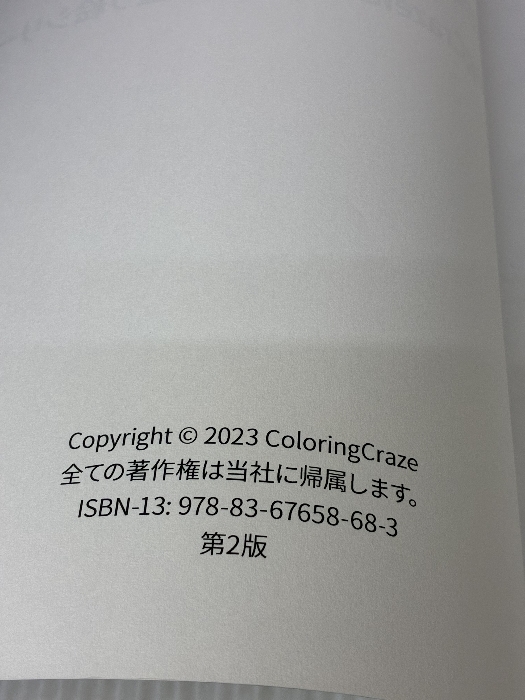 Copyright © 2023 ColoringCraze
全ての著作権は当社に帰属します。
ISBN-13: 978-83-67658-68-3
第2版